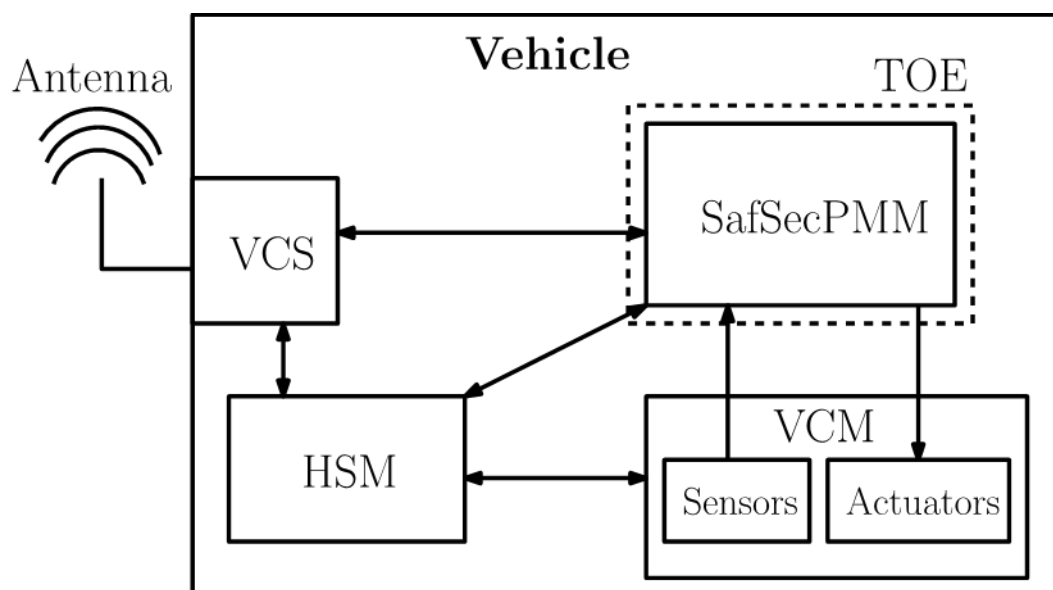 Vehicle
Antenna
TOE
SafSecPMM
VCS
VCM
HSM
Sensors
Actuators